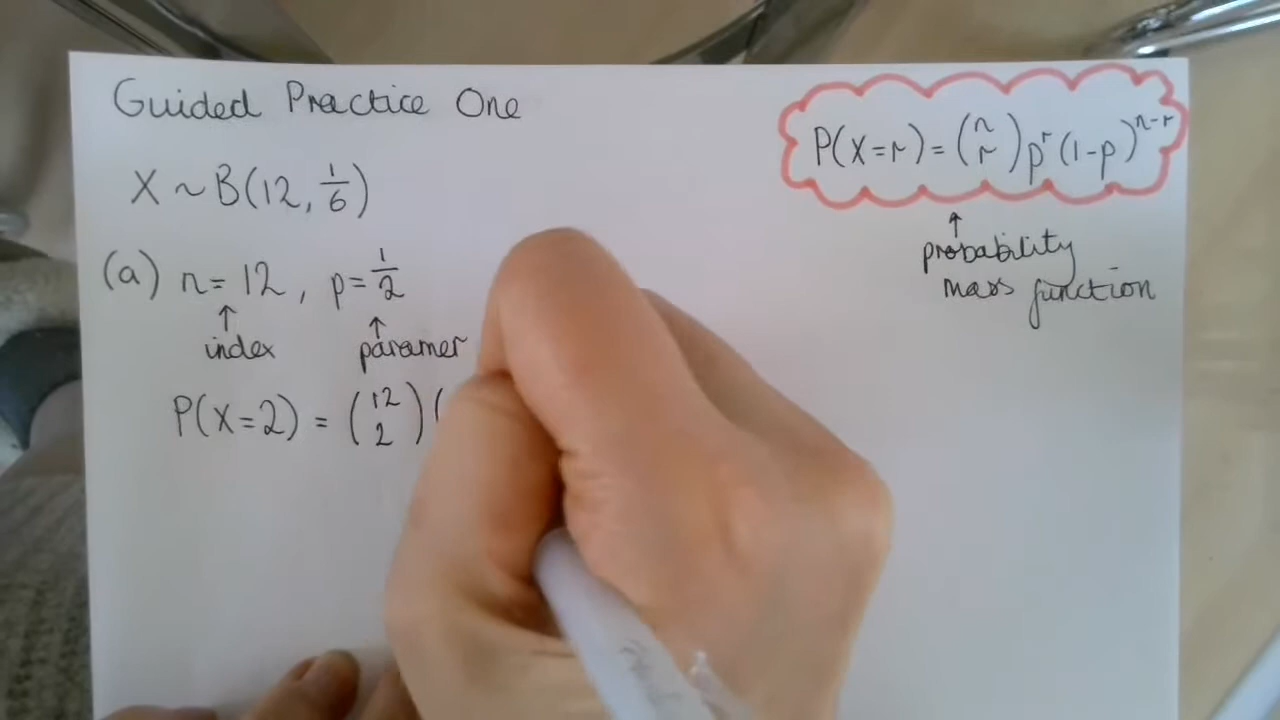 Guided Practice One
P(X=r) = (n r) p^r (1-p)^n-r
X ~ B(12, 1/6)
probability
mass function
(a) n = 12, p = 1/2
↑ index ↑ paramer
P(X=2) = (12 2)(